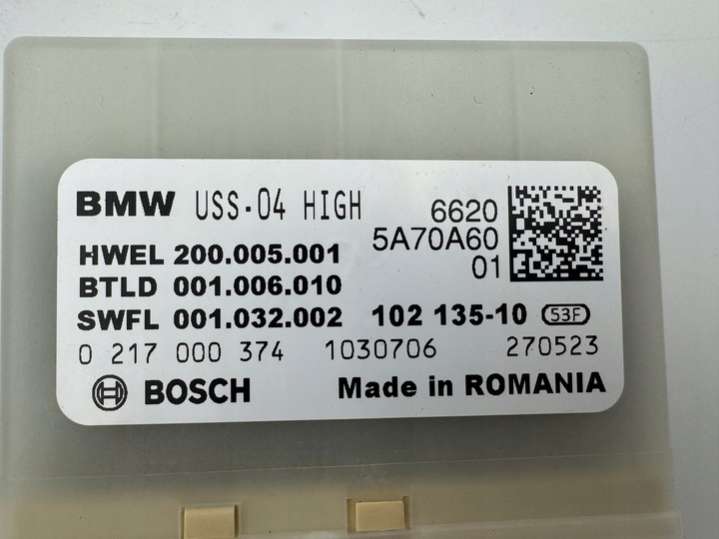 BMW USS-04 HIGH 6620
5A70A60
HWEL 200.005.001 01
BTLD 001.006.010
SWFL 001.032.002 102 135-10 53F
0 217 000 374 1030706 270523
BOSCH Made in ROMANIA